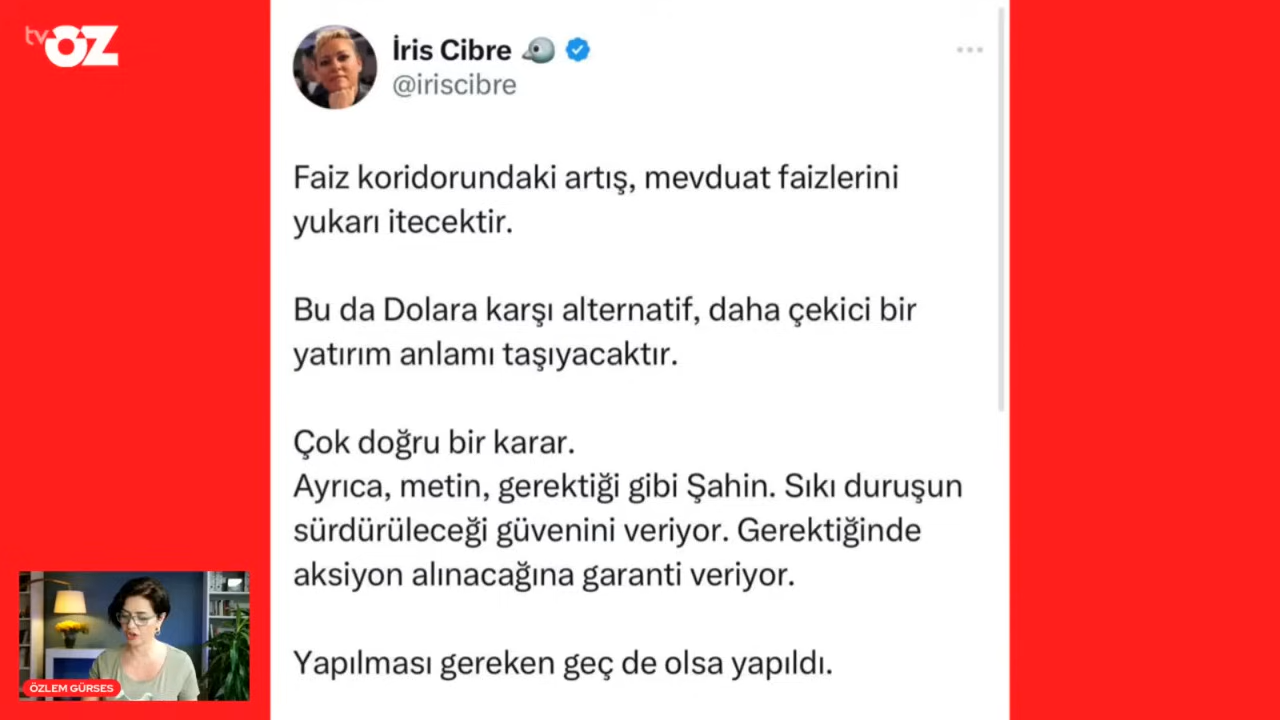 tv
ÖZ
İris Cibre
@iriscibre
Faiz koridorundaki artış, mevduat faizlerini
yukarı itecektir.
Bu da Dolara karşı alternatif, daha çekici bir
yatırım anlamı taşıyacaktır.
Çok doğru bir karar.
Ayrıca, metin, gerektiği gibi Şahin. Sıkı duruşun
sürdürüleceği güvenini veriyor. Gerektiğinde
aksiyon alınacağına garanti veriyor.
Yapılması gereken geç de olsa yapıldı.
ÖZLEM GÜRSES